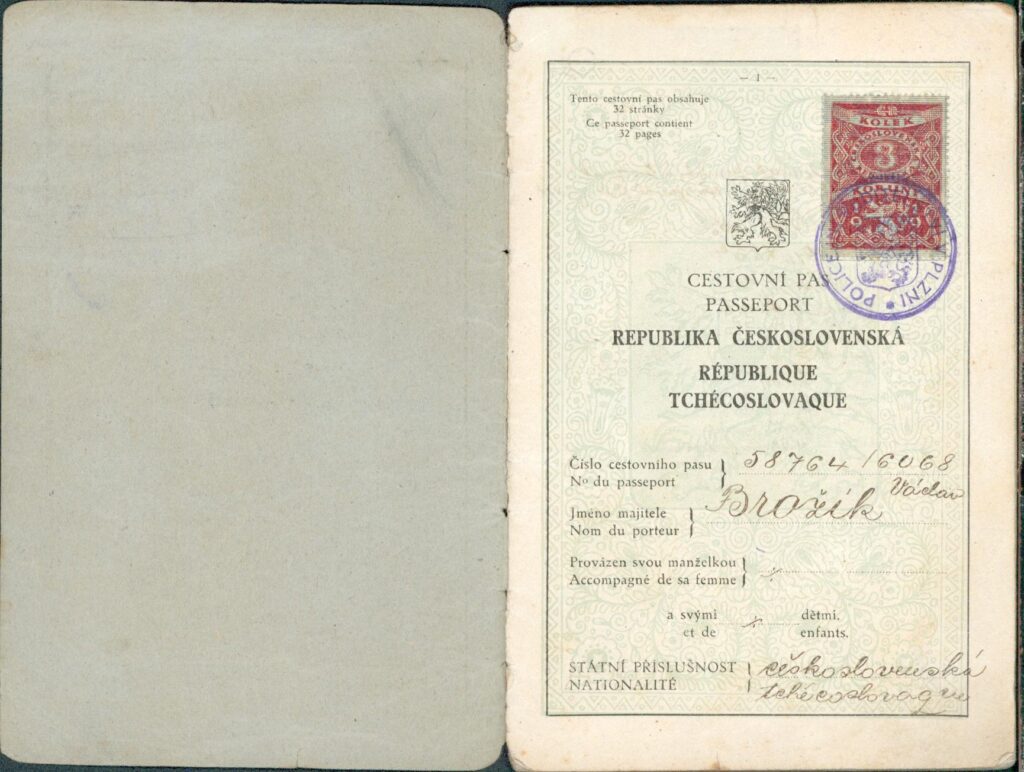 — 1 —
Tento cestovní pas obsahuje
32 stránky
Ce passeport contient
32 pages
KOLEK
3
KORUNY
POLICE
V PLZNI
CESTOVNÍ PAS
PASSEPORT
REPUBLIKA ČESKOSLOVENSKÁ
RÉPUBLIQUE
TCHÉCOSLOVAQUE
Číslo cestovního pasu
58764/6068
No du passeport
Jméno majitele
Brožík Václav
Nom du porteur
Provázen svou manželkou
Accompagné de sa femme
a svými dětmi.
et de enfants.
STÁTNÍ PŘÍSLUŠNOST
československá
NATIONALITÉ
tchécoslovaque